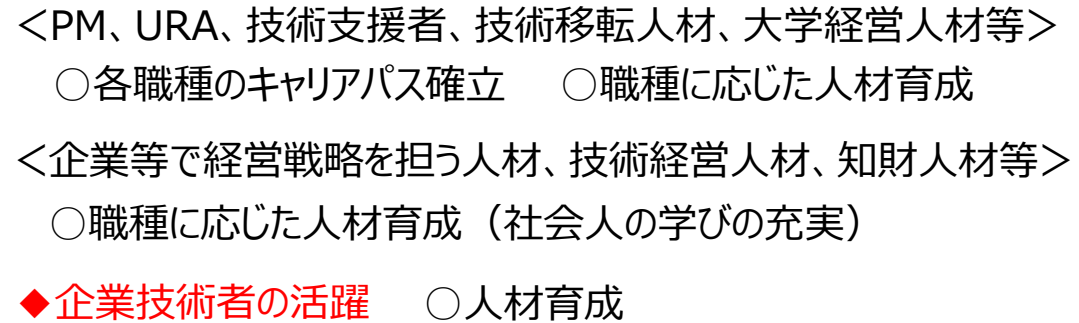 ＜PM、URA、技術支援者、技術移転人材、大学経営人材等＞
○各職種のキャリアパス確立　○職種に応じた人材育成
＜企業等で経営戦略を担う人材、技術経営人材、知財人材等＞
○職種に応じた人材育成（社会人の学びの充実）
◆企業技術者の活躍　○人材育成